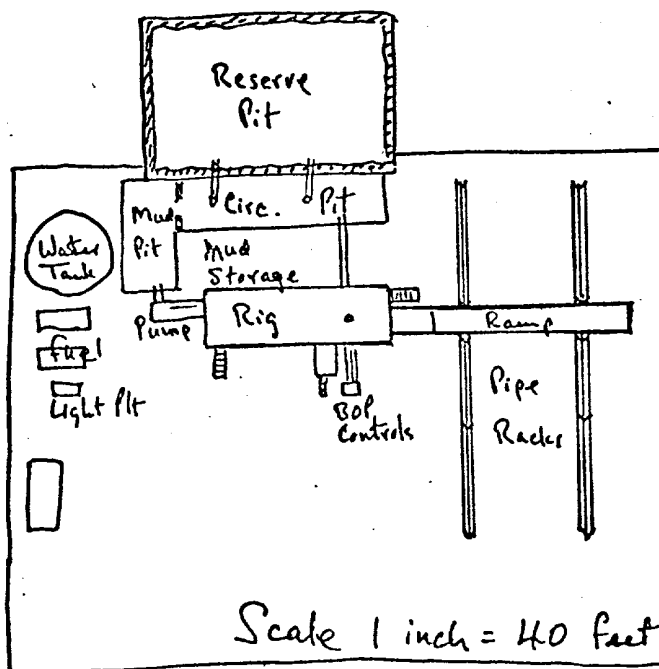 Reserve
Pit
Circ. Pit
Mud
Pit
Water
Tank
Mud
Storage
Pump
Rig
Ramp
Fuel
Light Plt
BOP
Controls
Pipe
Racks
Scale 1 inch = 40 feet